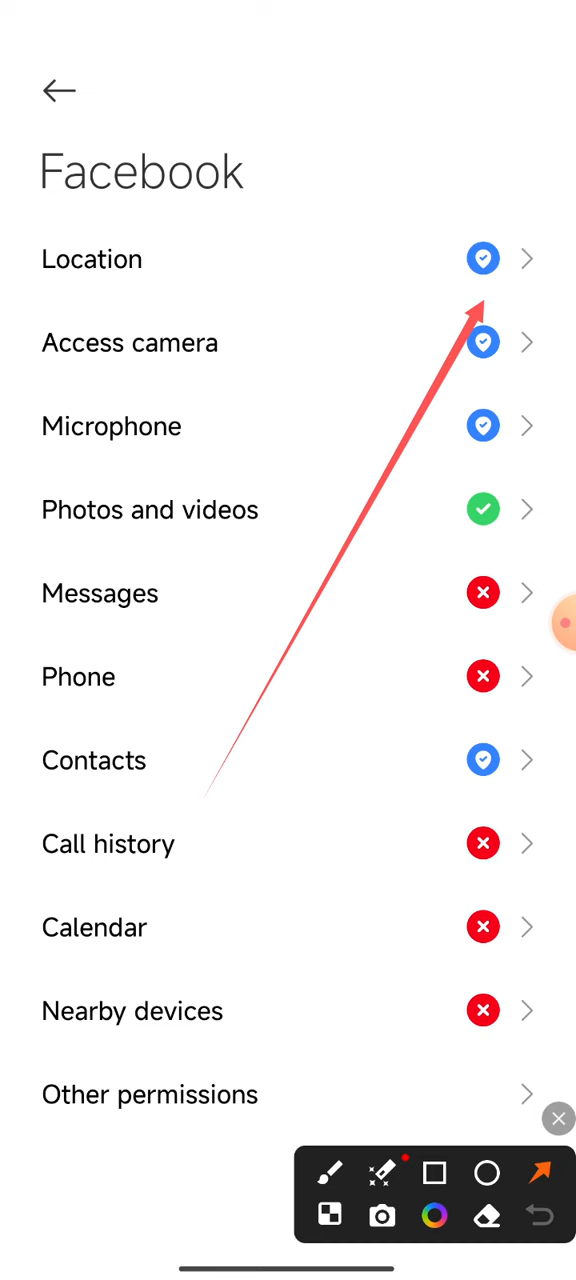 Facebook
Location
Access camera
Microphone
Photos and videos
Messages
Phone
Contacts
Call history
Calendar
Nearby devices
Other permissions